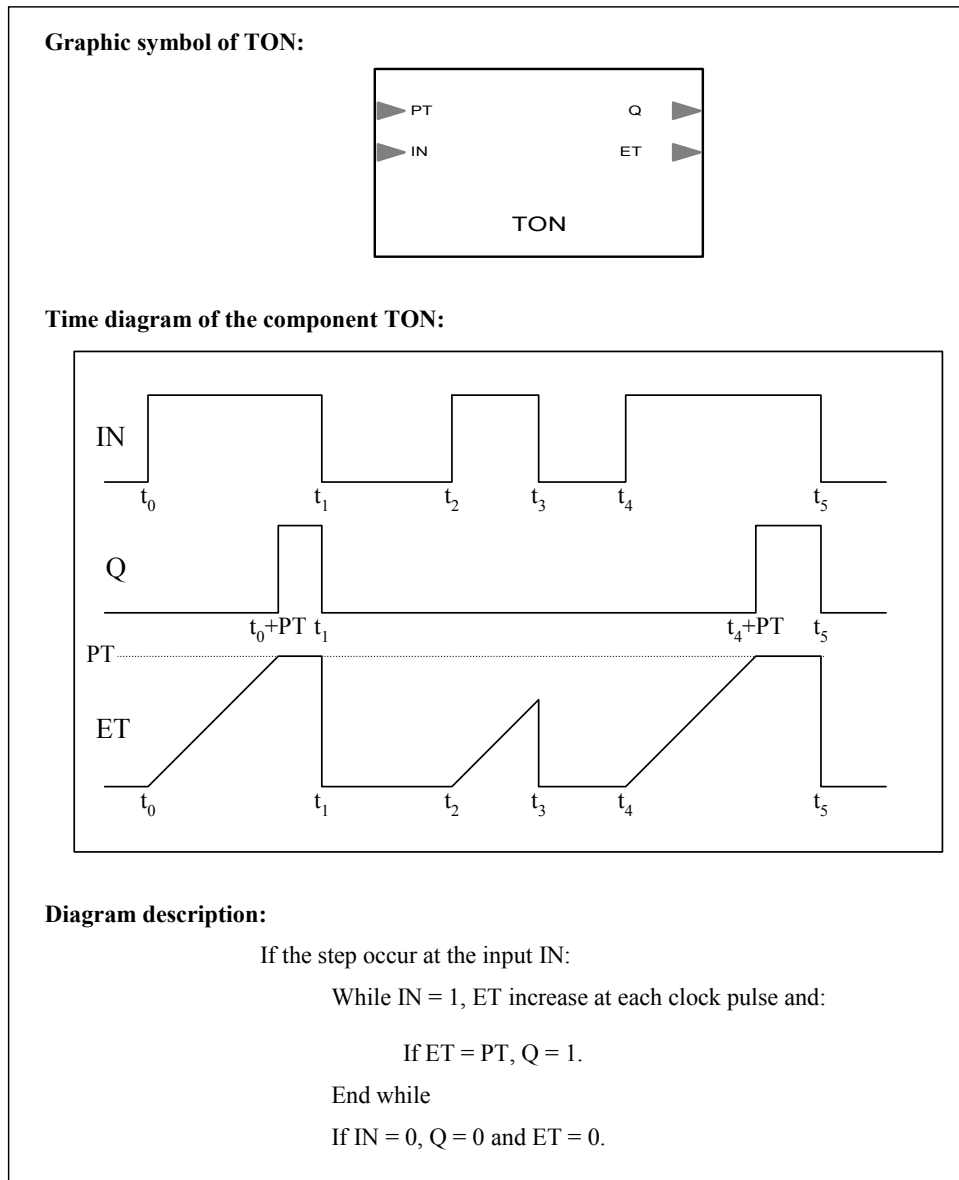 Graphic symbol of TON:
PT Q
IN ET
TON
Time diagram of the component TON:
IN
t0 t1 t2 t3 t4 t5
Q
t0+PT t1 t4+PT t5
PT
ET
t0 t1 t2 t3 t4 t5
Diagram description:
If the step occur at the input IN:
While IN = 1, ET increase at each clock pulse and:
If ET = PT, Q = 1.
End while
If IN = 0, Q = 0 and ET = 0.